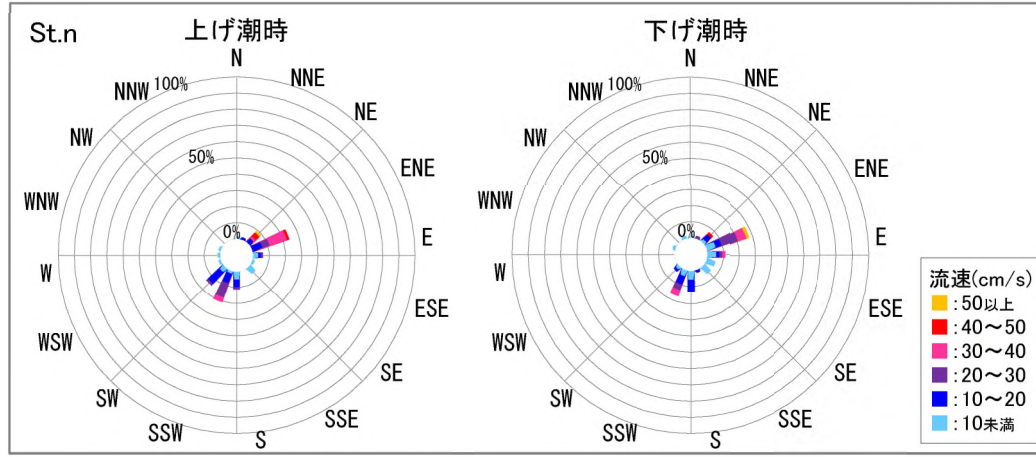 St.n
上げ潮時
N
NNE
NE
ENE
E
ESE
SE
SSE
S
SSW
SW
WSW
W
WNW
NW
NNW
100%
50%
0%
下げ潮時
N
NNE
NE
ENE
E
ESE
SE
SSE
S
SSW
SW
WSW
W
WNW
NW
NNW
100%
50%
0%
流速(cm/s)
:50以上
:40～50
:30～40
:20～30
:10～20
:10未満